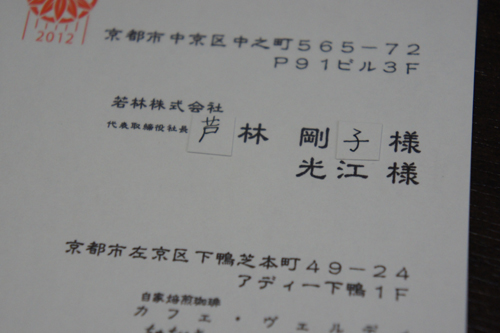 2012
京都市中京区中之町565-72
P91ビル3F
若林株式会社
代表取締役社長 芦林 剛子 様
光江 様
京都市左京区下鴨芝本町49-24
アディー下鴨1F
自家焙煎珈琲
カフェ・ヴェルディ